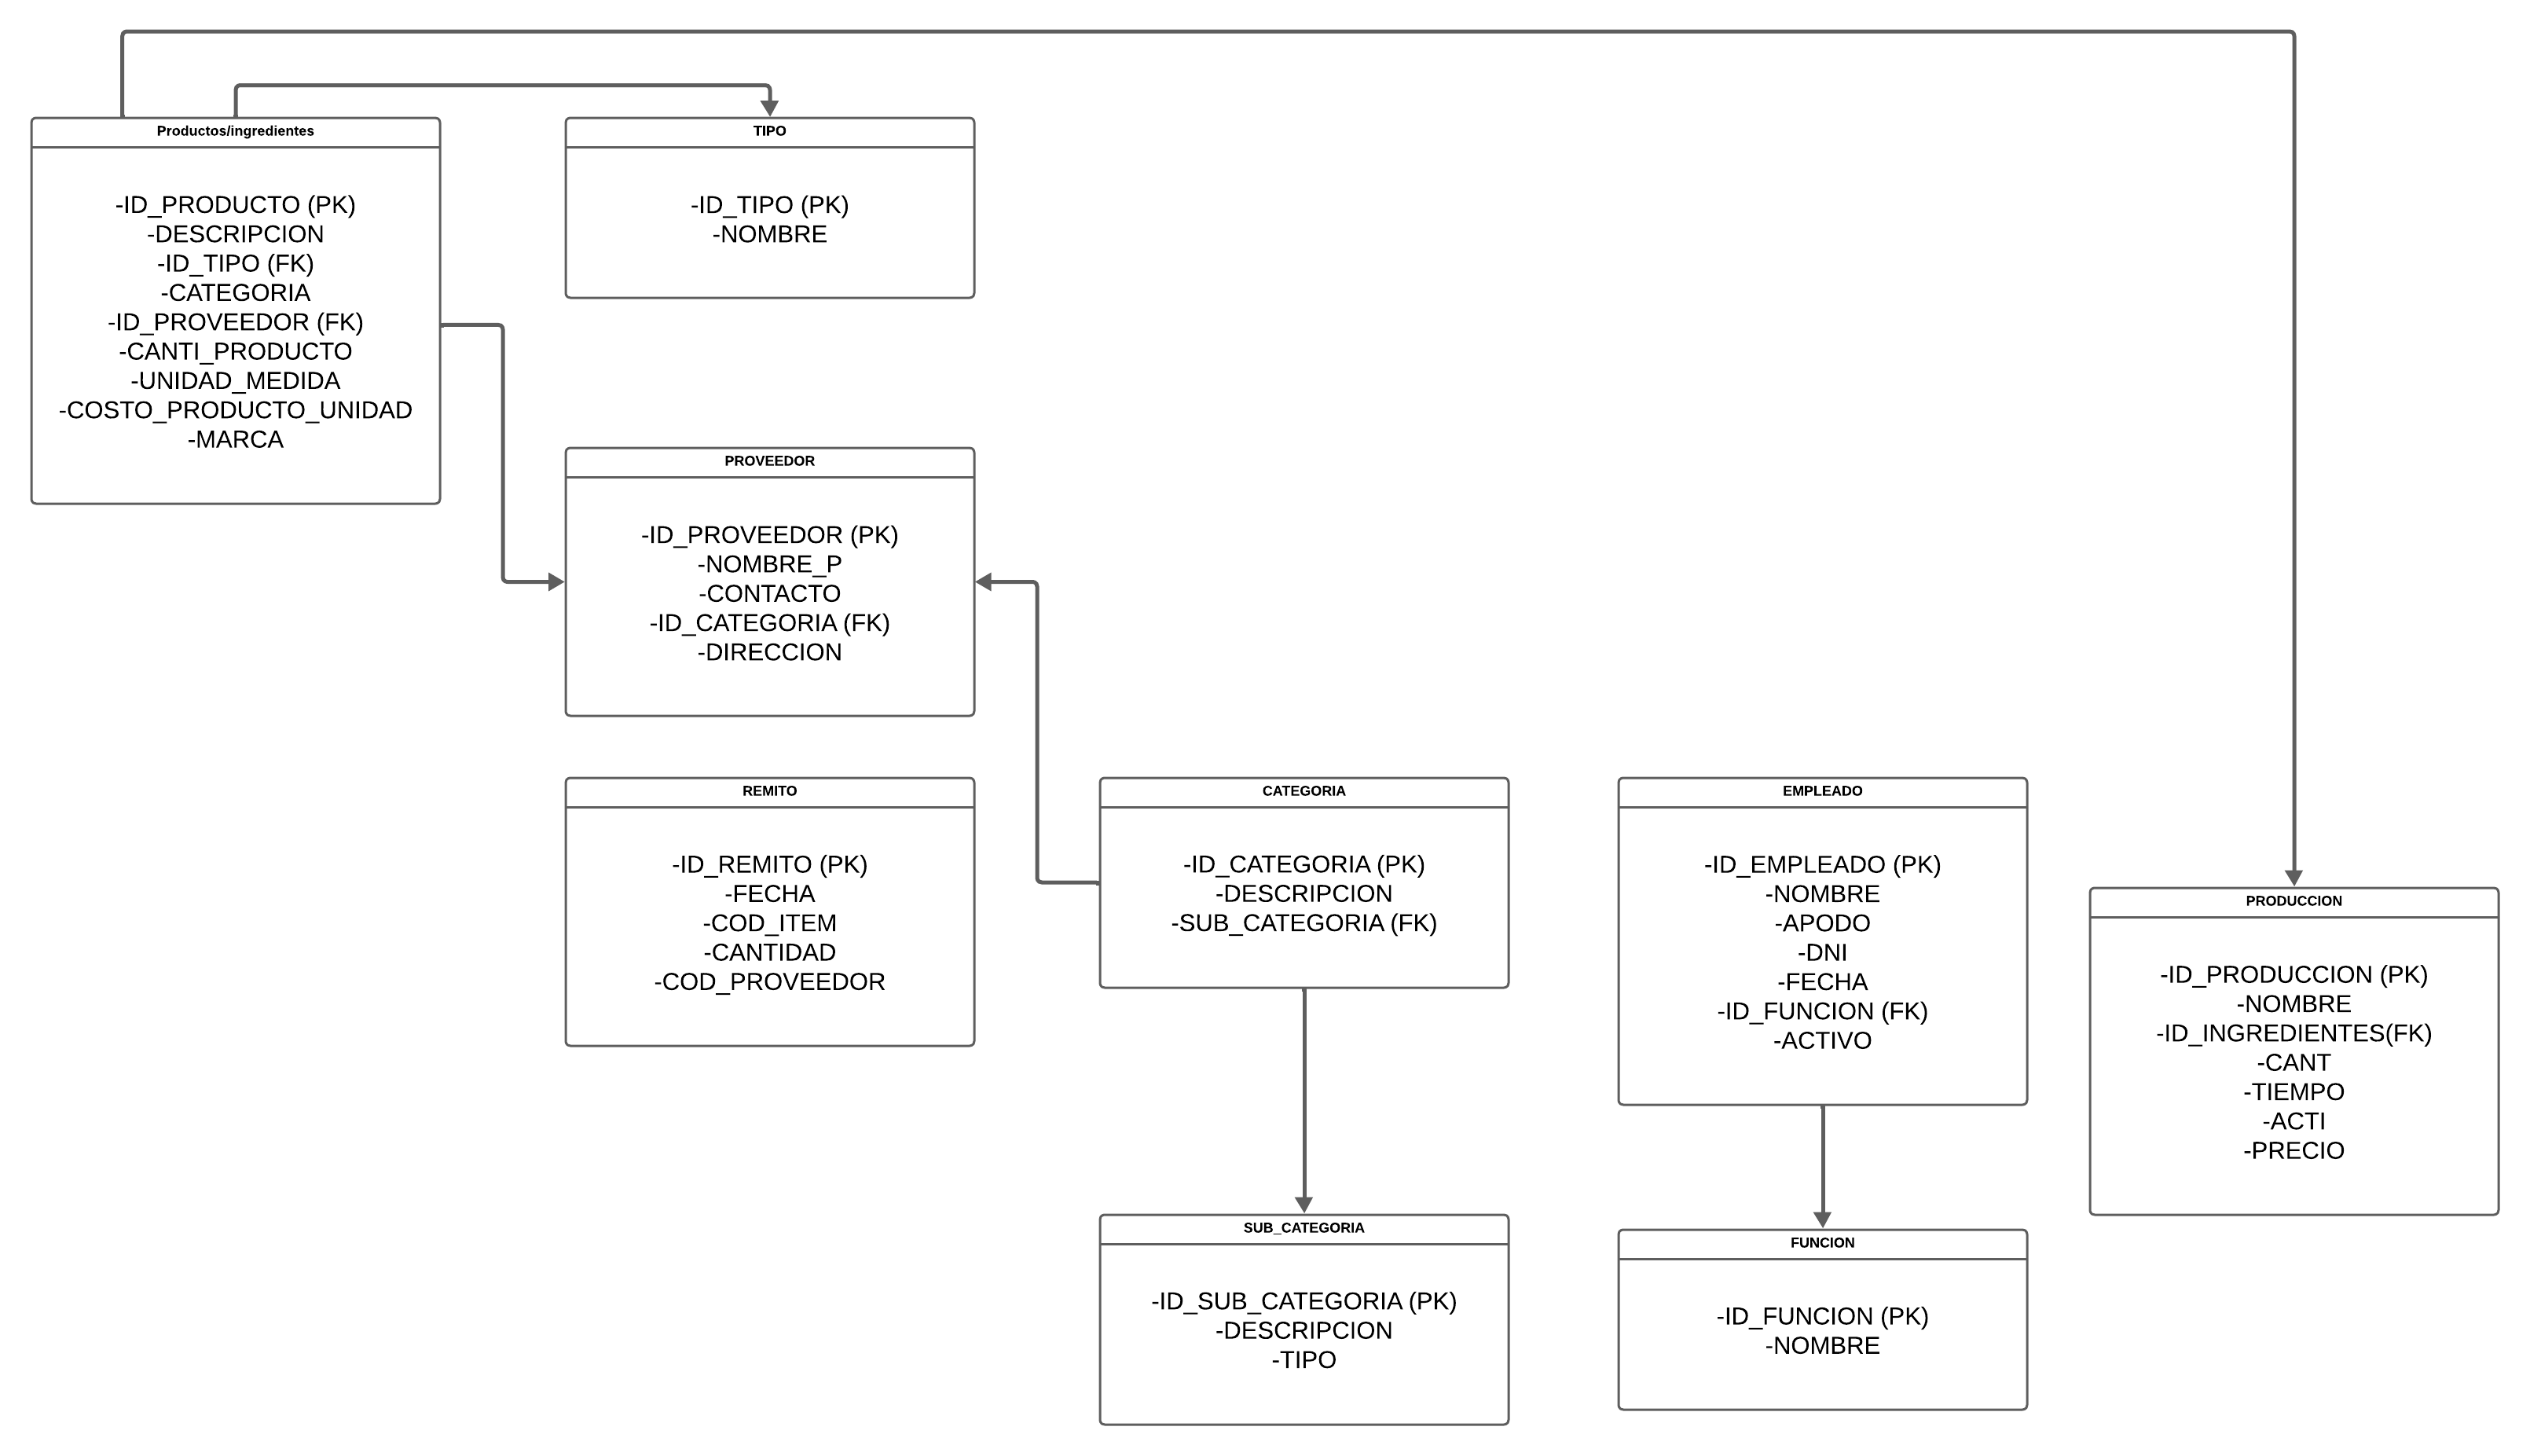 Productos/ingredientes
-ID_PRODUCTO (PK)
-DESCRIPCION
-ID_TIPO (FK)
-CATEGORIA
-ID_PROVEEDOR (FK)
-CANTI_PRODUCTO
-UNIDAD_MEDIDA
-COSTO_PRODUCTO_UNIDAD
-MARCA
TIPO
-ID_TIPO (PK)
-NOMBRE
PROVEEDOR
-ID_PROVEEDOR (PK)
-NOMBRE_P
-CONTACTO
-ID_CATEGORIA (FK)
-DIRECCION
REMITO
-ID_REMITO (PK)
-FECHA
-COD_ITEM
-CANTIDAD
-COD_PROVEEDOR
CATEGORIA
-ID_CATEGORIA (PK)
-DESCRIPCION
-SUB_CATEGORIA (FK)
EMPLEADO
-ID_EMPLEADO (PK)
-NOMBRE
-APODO
-DNI
-FECHA
-ID_FUNCION (FK)
-ACTIVO
PRODUCCION
-ID_PRODUCCION (PK)
-NOMBRE
-ID_INGREDIENTES(FK)
-CANT
-TIEMPO
-ACTI
-PRECIO
SUB_CATEGORIA
-ID_SUB_CATEGORIA (PK)
-DESCRIPCION
-TIPO
FUNCION
-ID_FUNCION (PK)
-NOMBRE